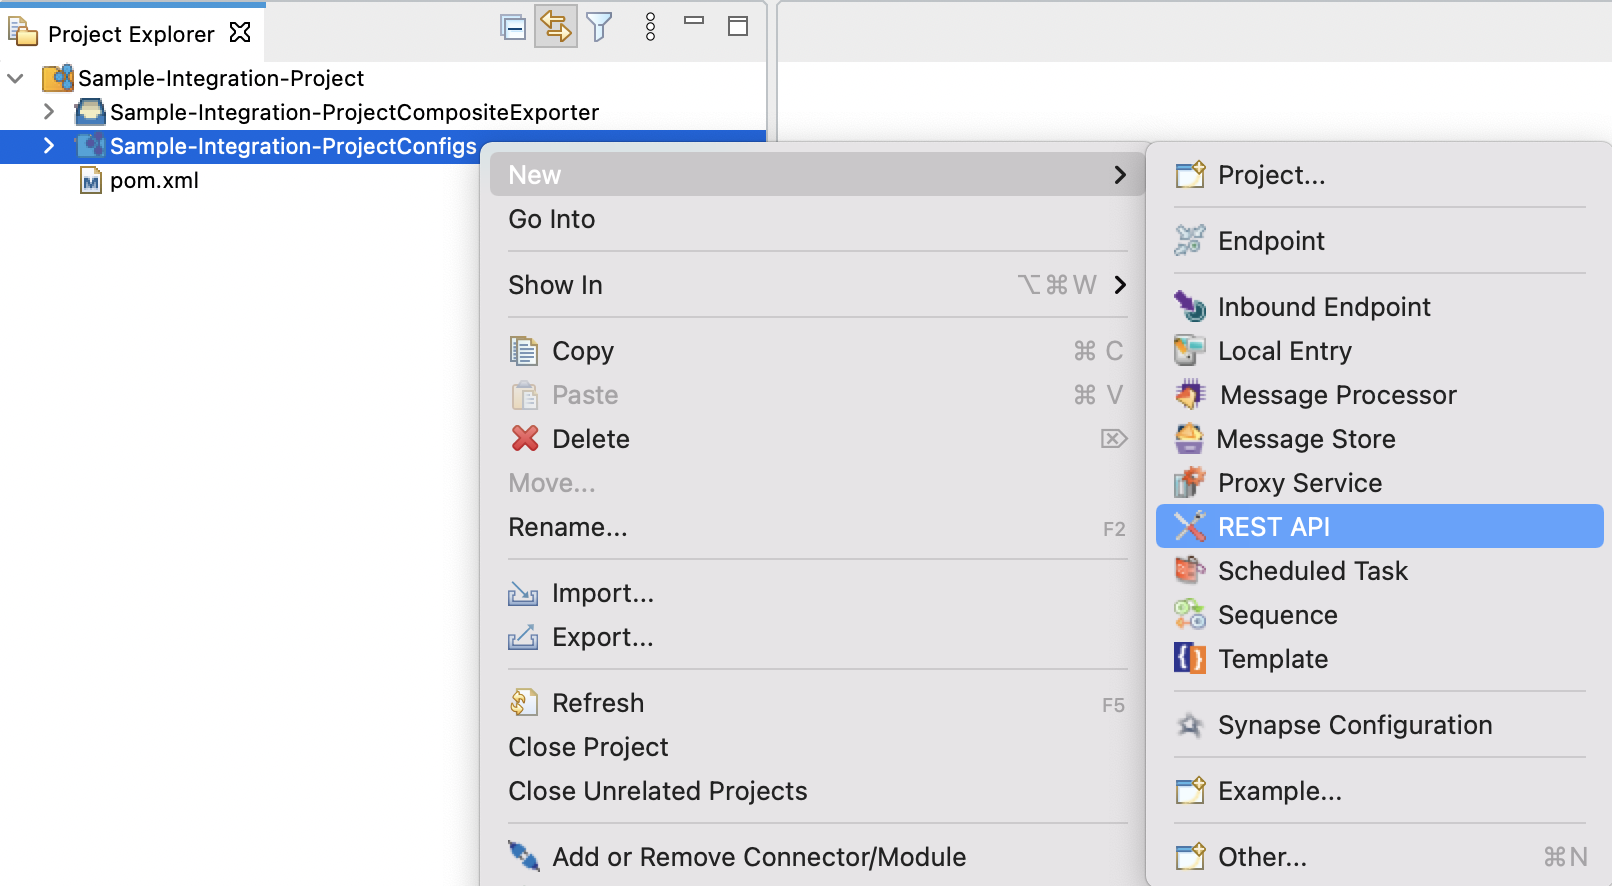 Project Explorer
Sample-Integration-Project
Sample-Integration-ProjectCompositeExporter
Sample-Integration-ProjectConfigs
M pom.xml
New
Go Into
Show In ⌥⌘W
Copy ⌘ C
Paste ⌘ V
Delete ⌦
Move...
Rename... F2
Import...
Export...
Refresh F5
Close Project
Close Unrelated Projects
Add or Remove Connector/Module
Project...
Endpoint
Inbound Endpoint
Local Entry
Message Processor
Message Store
Proxy Service
REST API
Scheduled Task
Sequence
{} Template
Synapse Configuration
Example...
Other... ⌘N